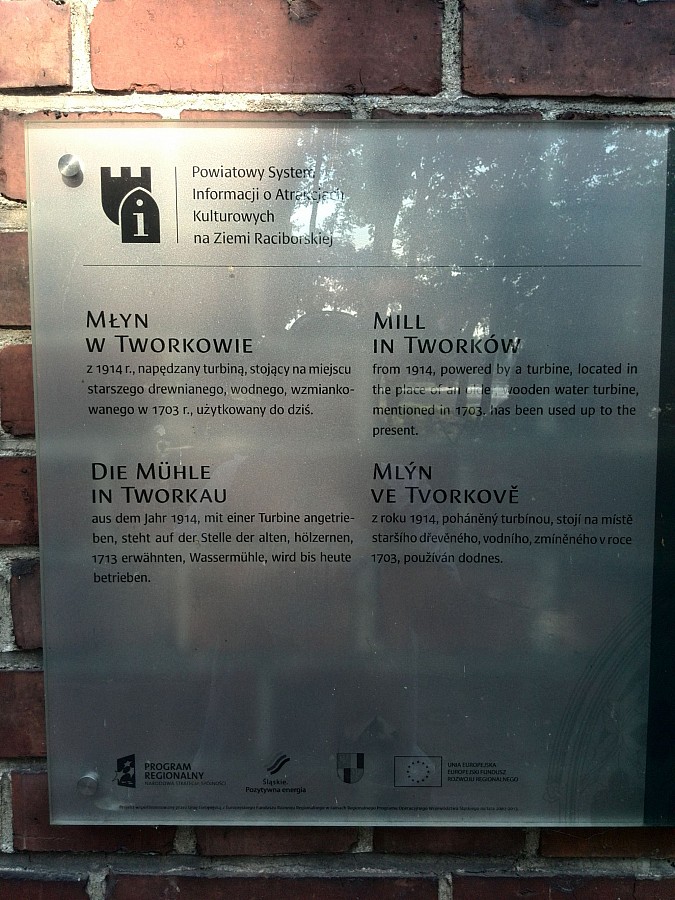 i
Powiatowy System
Informacji o Atrakcjach
Kulturowych
na Ziemi Raciborskiej
MŁYN
W TWORKOWIE
z 1914 r., napędzany turbiną, stojący na miejscu
starszego drewnianego, wodnego, wzmianko-
wanego w 1703 r., użytkowany do dziś.
MILL
IN TWORKÓW
from 1914, powered by a turbine, located in
the place of an older wooden water turbine,
mentioned in 1703. has been used up to the
present.
DIE MÜHLE
IN TWORKAU
aus dem Jahr 1914, mit einer Turbine angetrie-
ben, steht auf der Stelle der alten, hölzernen,
1713 erwähnten, Wassermühle, wird bis heute
betrieben.
MLÝN
VE TVORKOVĚ
z roku 1914, poháněný turbínou, stojí na místě
staršího dřevěného, vodního, zmíněného v roce
1703, používán dodnes.
PROGRAM
REGIONALNY
NARODOWA STRATEGIA SPÓJNOŚCI
Śląskie.
Pozytywna energia
UNIA EUROPEJSKA
EUROPEJSKI FUNDUSZ
ROZWOJU REGIONALNEGO